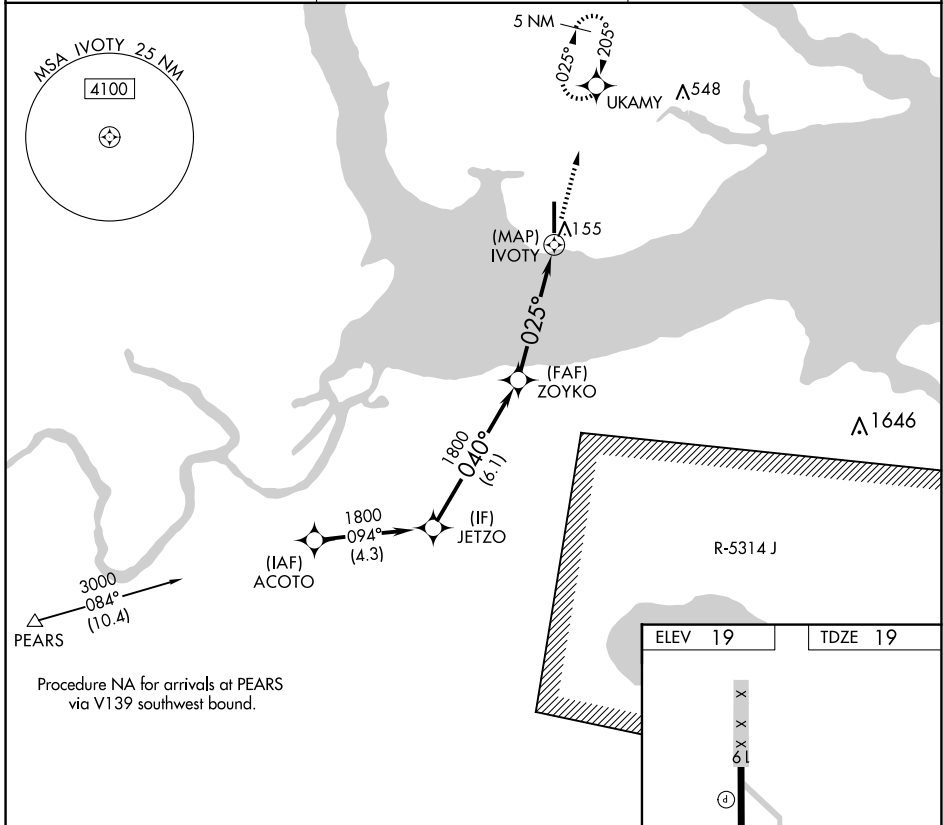 MSA IVOTY 25 NM
4100
5 NM
025°
205°
UKAMY
548
(MAP)
IVOTY
155
025°
(FAF)
ZOYKO
1646
1800
040°
(6.1)
1800
094°
(4.3)
(IF)
JETZO
(IAF)
ACOTO
R-5314 J
3000
084°
(10.4)
PEARS
Procedure NA for arrivals at PEARS
via V139 southwest bound.
ELEV 19
TDZE 19
X
X
X
19
P